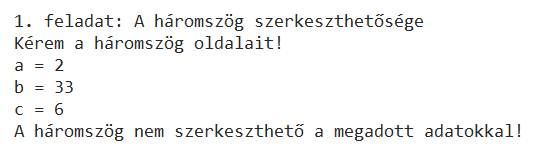 1. feladat: A háromszög szerkeszthetősége
Kérem a háromszög oldalait!
a = 2
b = 33
c = 6
A háromszög nem szerkeszthető a megadott adatokkal!